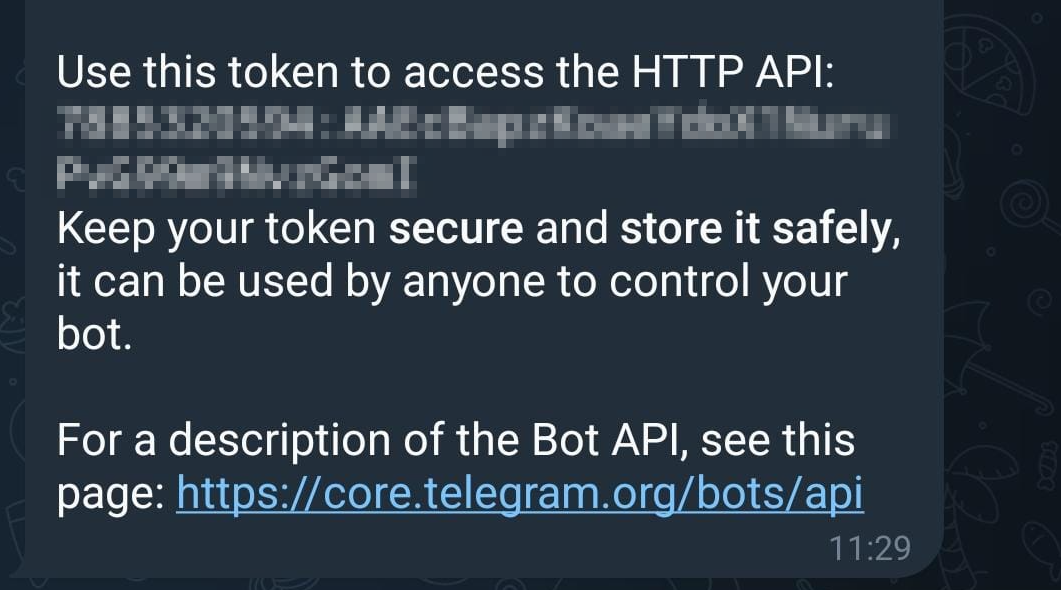 Use this token to access the HTTP API:
Keep your token secure and store it safely,
it can be used by anyone to control your
bot.
For a description of the Bot API, see this
page: https://core.telegram.org/bots/api
11:29